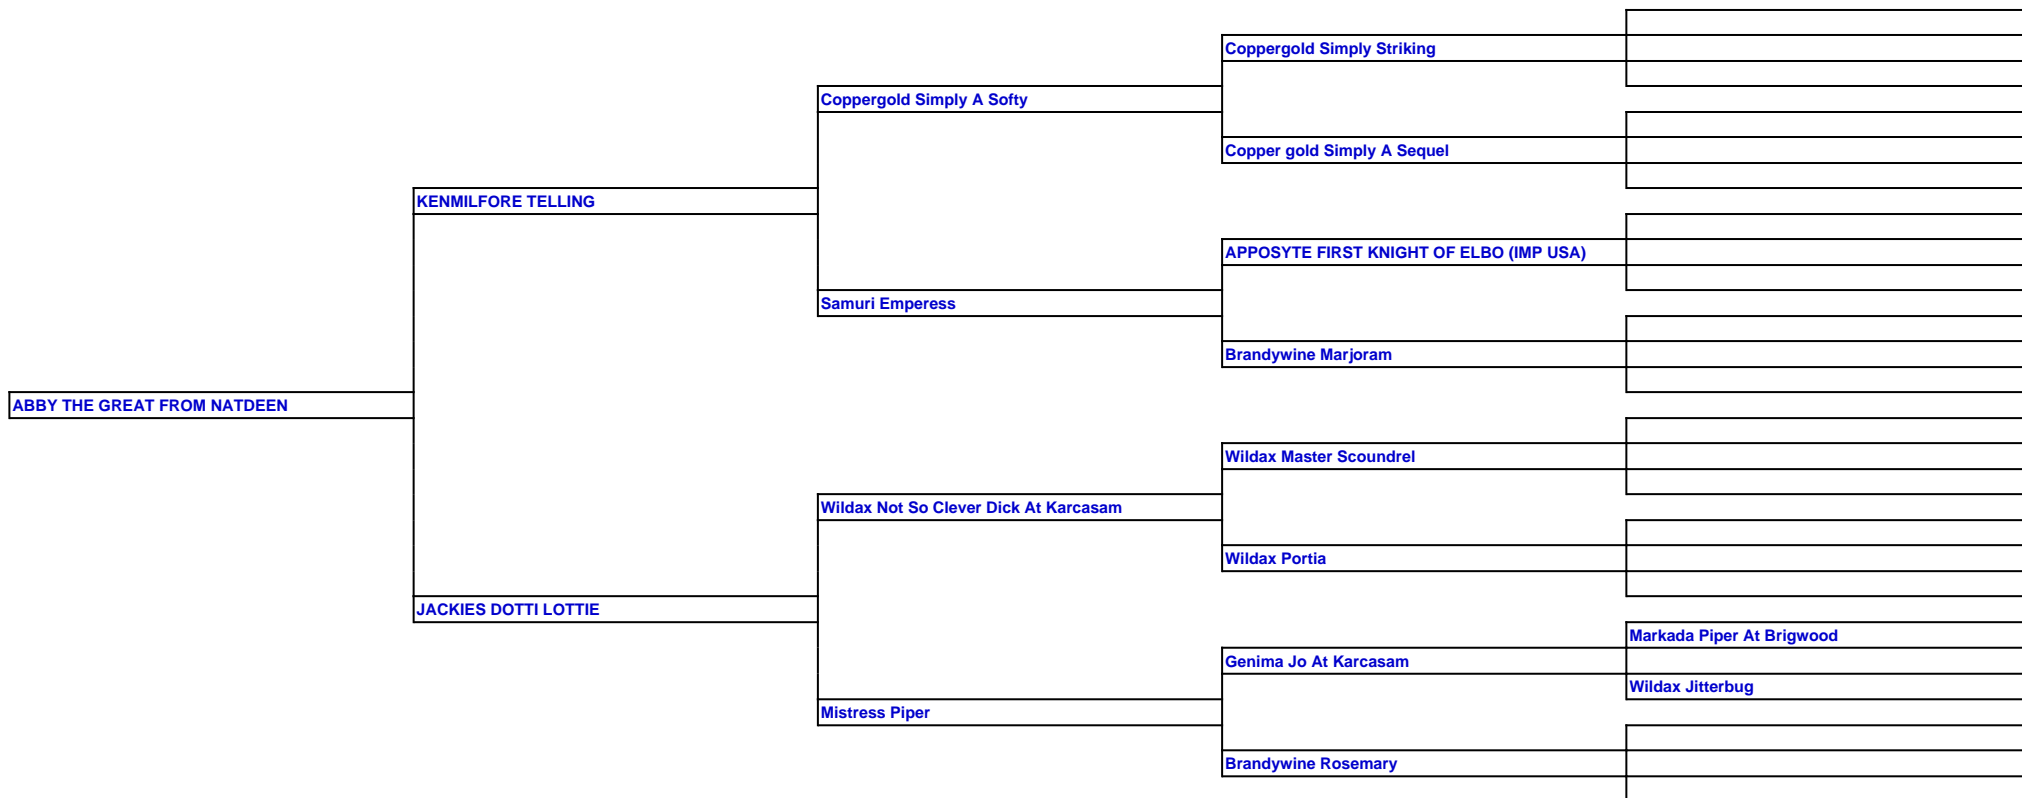 Coppergold Simply Striking
Coppergold Simply A Softy
Copper gold Simply A Sequel
KENMILFORE TELLING
APPOSYTE FIRST KNIGHT OF ELBO (IMP USA)
Samuri Emperess
Brandywine Marjoram
ABBY THE GREAT FROM NATDEEN
Wildax Master Scoundrel
Wildax Not So Clever Dick At Karcasam
Wildax Portia
JACKIES DOTTI LOTTIE
Markada Piper At Brigwood
Genima Jo At Karcasam
Wildax Jitterbug
Mistress Piper
Brandywine Rosemary